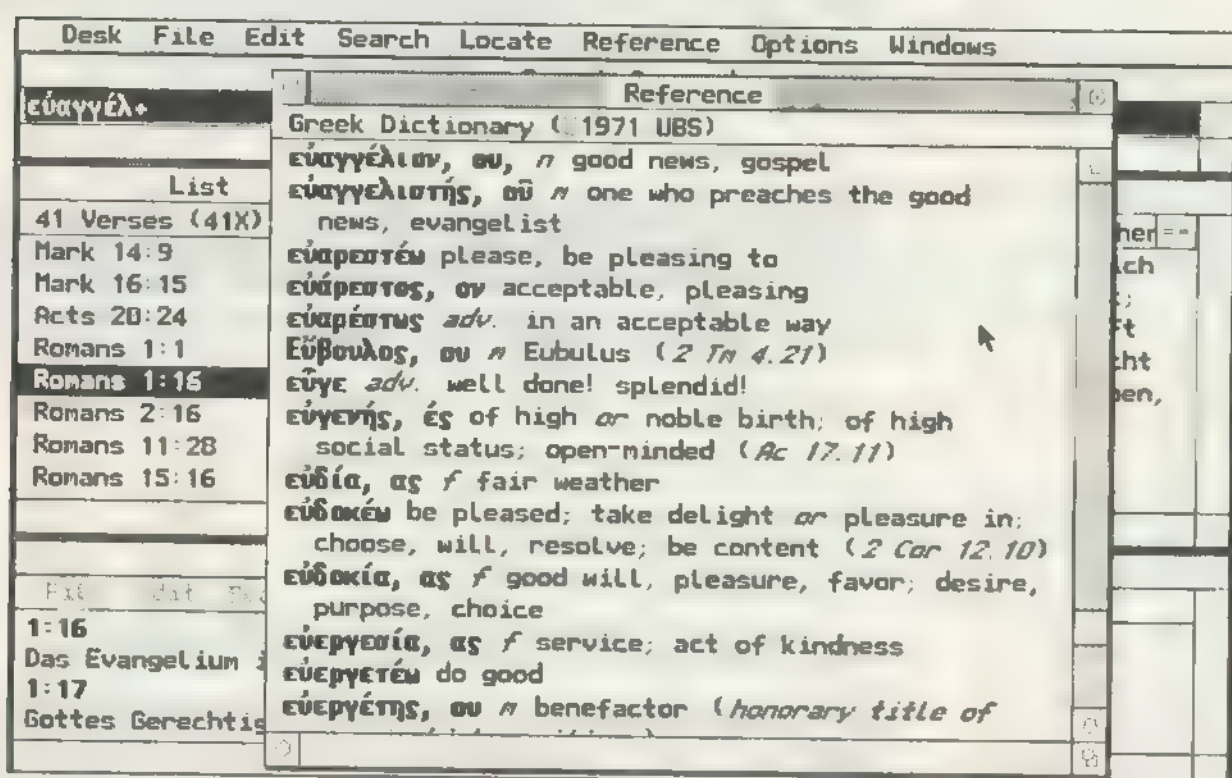 Desk File Edit Search Locate Reference Options Windows
εὐαγγέλ+
List
41 Verses (41X)
Mark 14:9
Mark 16:15
Acts 20:24
Romans 1:1
Romans 1:16
Romans 2:16
Romans 11:28
Romans 15:16
1:16
Das Evangelium
1:17
Gottes
Reference
Greek Dictionary ( 1971 UBS)
εὐαγγέλιον, ου, n good news, gospel
εὐαγγελιστής, οῦ m one who preaches the good
news, evangelist
εὐαρεστέω please, be pleasing to
εὐάρεστος, ον acceptable, pleasing
εὐαρέστως adv. in an acceptable way
Εὔβουλος, ου m Eubulus (2 Tm 4.21)
εὖγε adv. well done! splendid!
εὐγενής, ές of high or noble birth; of high
social status; open-minded (Ac 17.11)
εὐδία, ας f fair weather
εὐδοκέω be pleased; take delight or pleasure in;
choose, will, resolve; be content (2 Cor 12.10)
εὐδοκία, ας f good will, pleasure, favor; desire,
purpose, choice
εὐεργεσία, ας f service; act of kindness
εὐεργετέω do good
εὐεργέτης, ου m benefactor (honorary title of